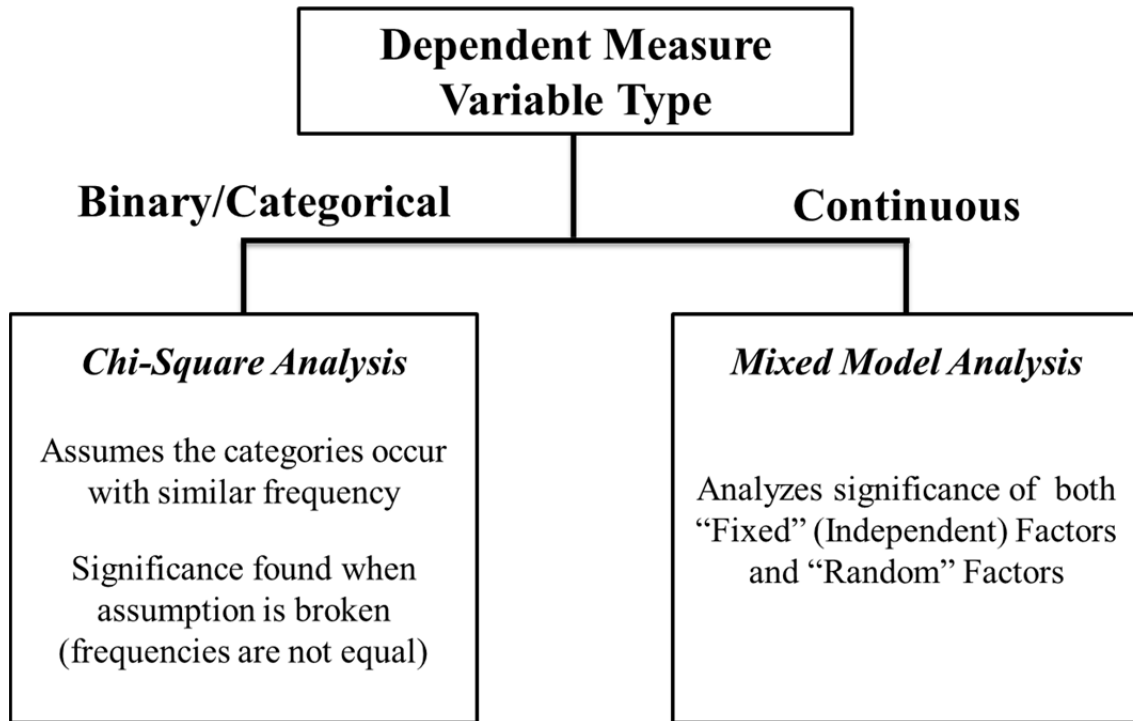 Dependent Measure
Variable Type
Binary/Categorical
Continuous
Chi-Square Analysis
Assumes the categories occur
with similar frequency
Significance found when
assumption is broken
(frequencies are not equal)
Mixed Model Analysis
Analyzes significance of both
“Fixed” (Independent) Factors
and “Random” Factors